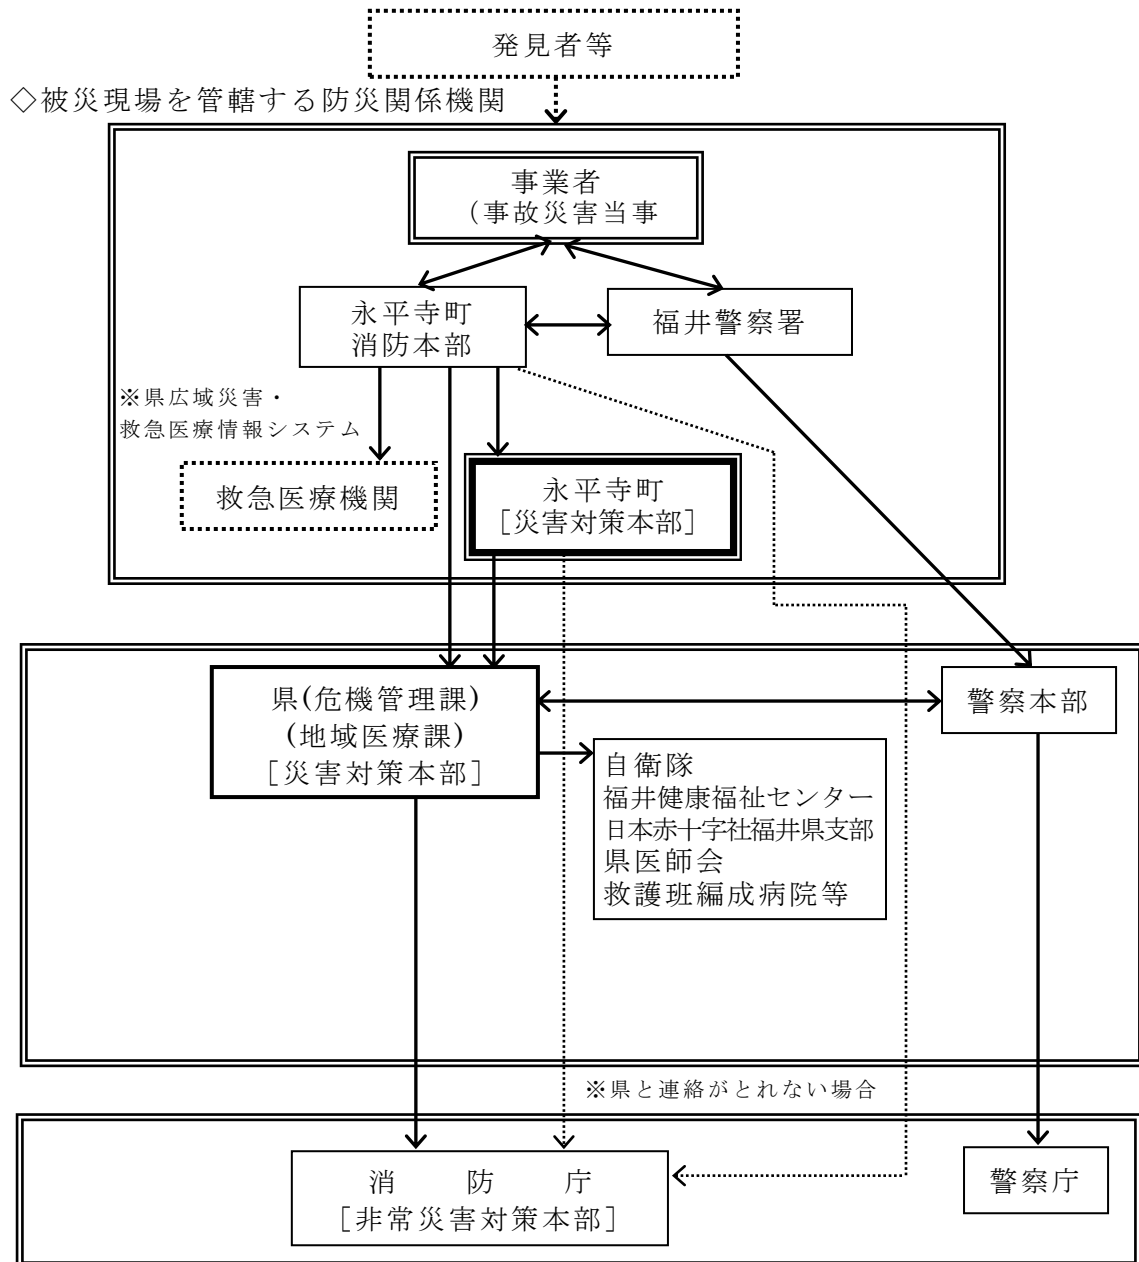 発見者等
◇被災現場を管轄する防災関係機関
事業者
(事故災害当事
永平寺町
消防本部
福井警察署
※県広域災害・
救急医療情報システム
救急医療機関
永平寺町
[災害対策本部]
県(危機管理課)
(地域医療課)
[災害対策本部]
警察本部
自衛隊
福井健康福祉センター
日本赤十字社福井県支部
県医師会
救護班編成病院等
※県と連絡がとれない場合
消防庁
[非常災害対策本部]
警察庁